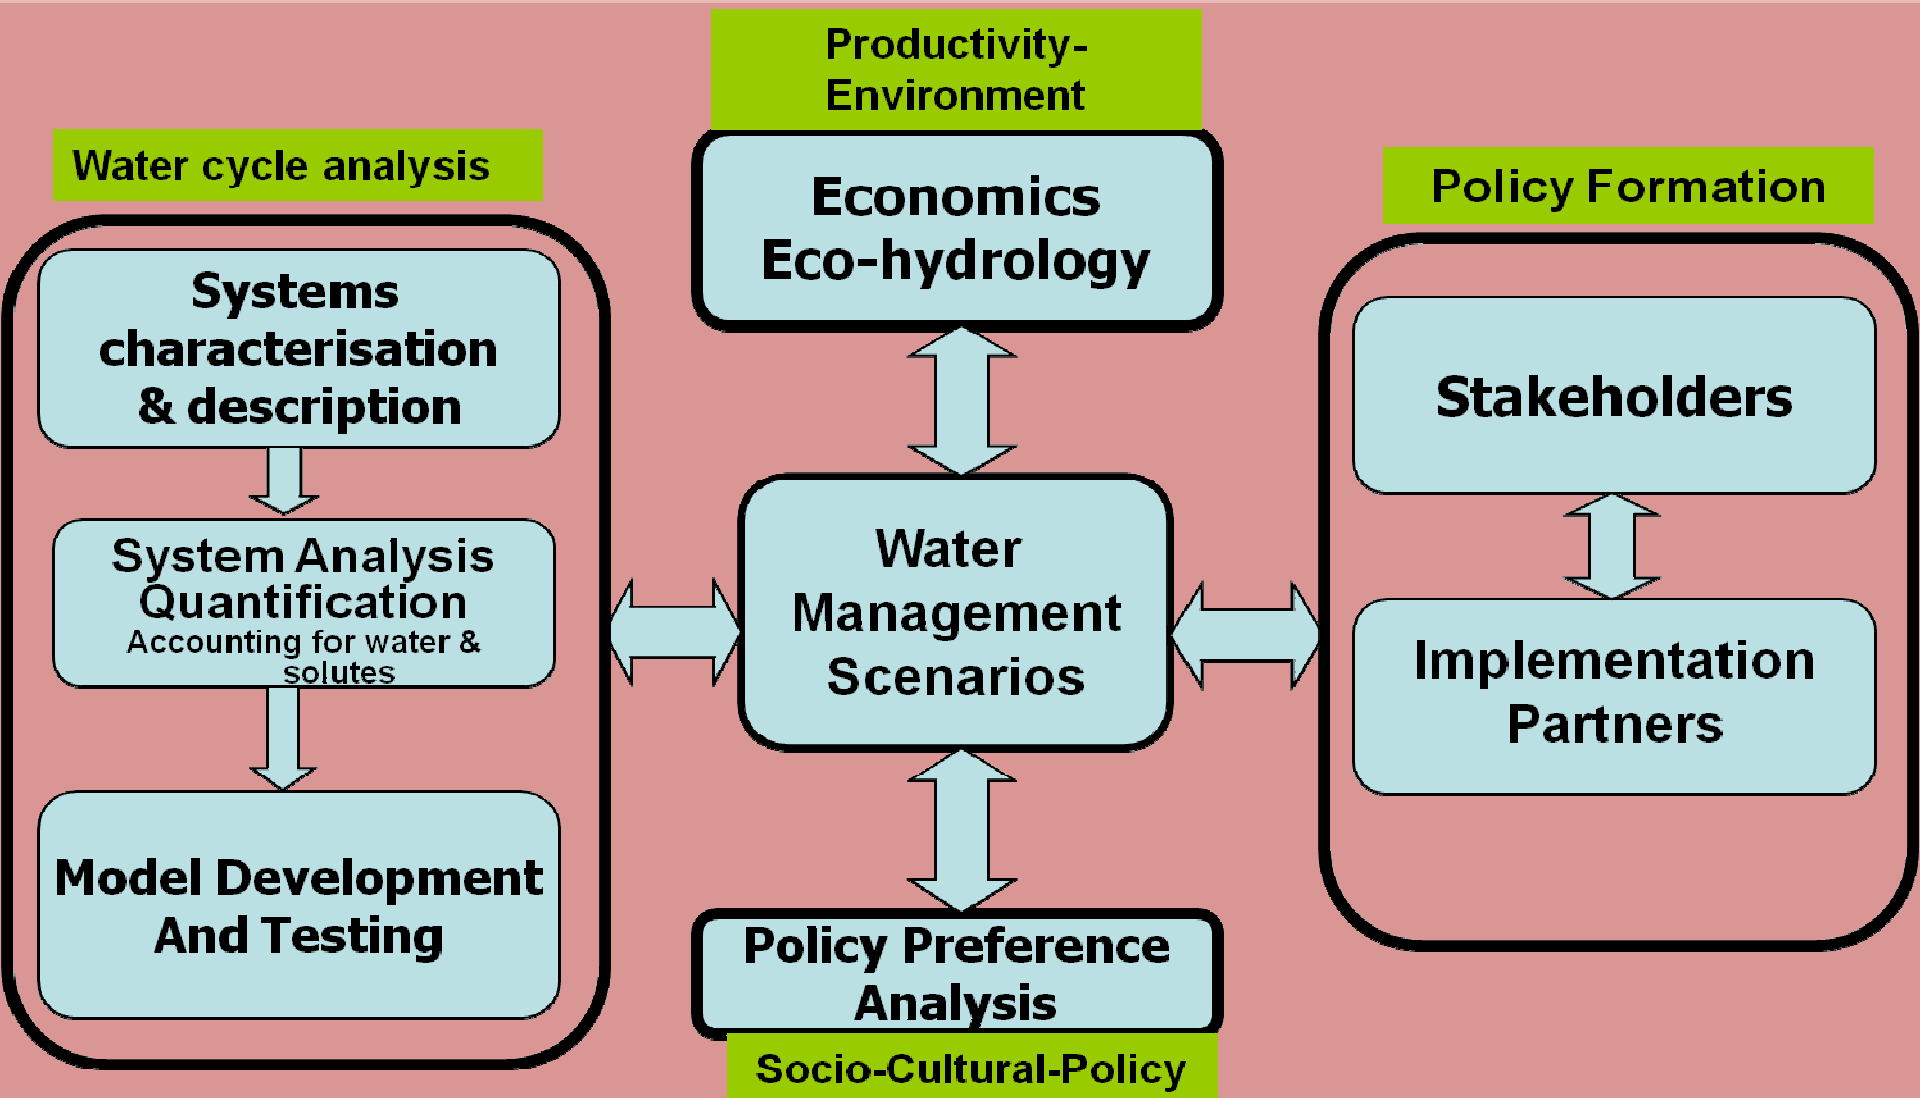 Productivity-
Environment
Water cycle analysis
Economics
Eco-hydrology
Policy Formation
Systems
characterisation
& description
Stakeholders
System Analysis
Quantification
Accounting for water &
solutes
Water
Management
Scenarios
Implementation
Partners
Model Development
And Testing
Policy Preference
Analysis
Socio-Cultural-Policy